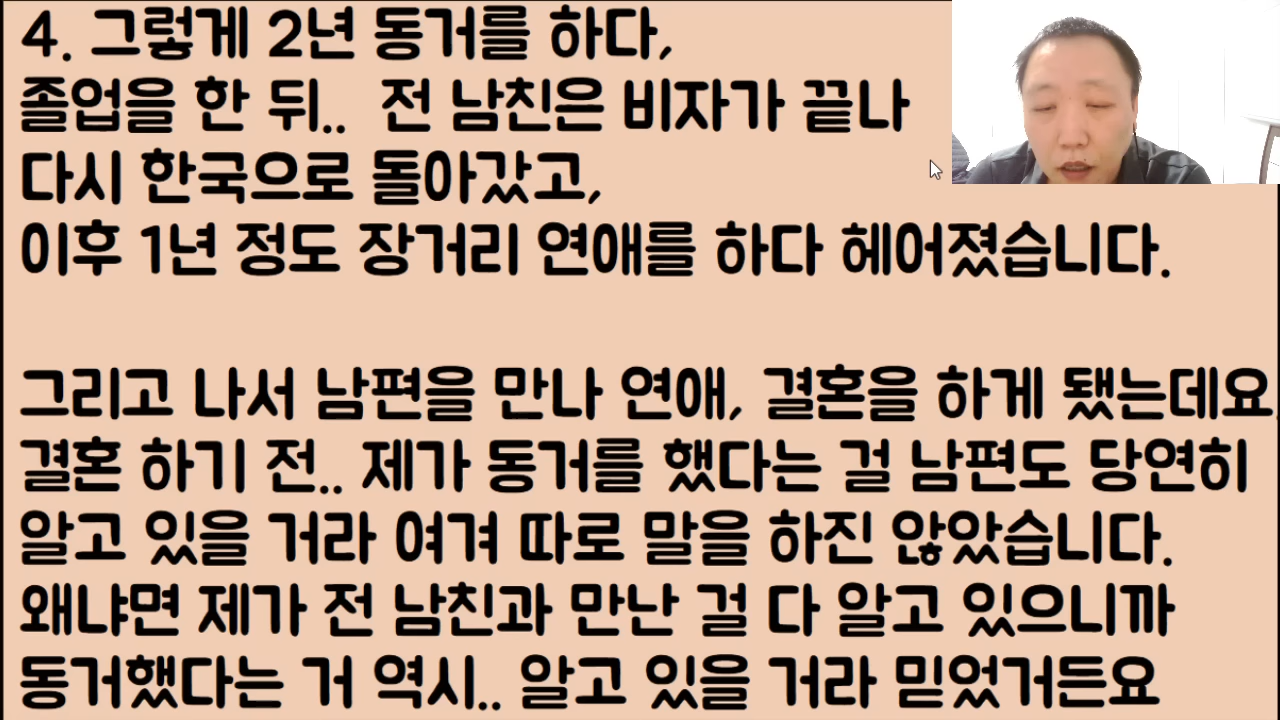 4. 그렇게 2년 동거를 하다,
졸업을 한 뒤.. 전 남친은 비자가 끝나
다시 한국으로 돌아갔고,
이후 1년 정도 장거리 연애를 하다 헤어졌습니다.
그리고 나서 남편을 만나 연애, 결혼을 하게 됐는데요.
결혼 하기 전.. 제가 동거를 했다는 걸 남편도 당연히
알고 있을 거라 여겨 따로 말을 하진 않았습니다.
왜냐면 제가 전 남친과 만난 걸 다 알고 있으니까
동거했다는 거 역시.. 알고 있을 거라 믿었거든요